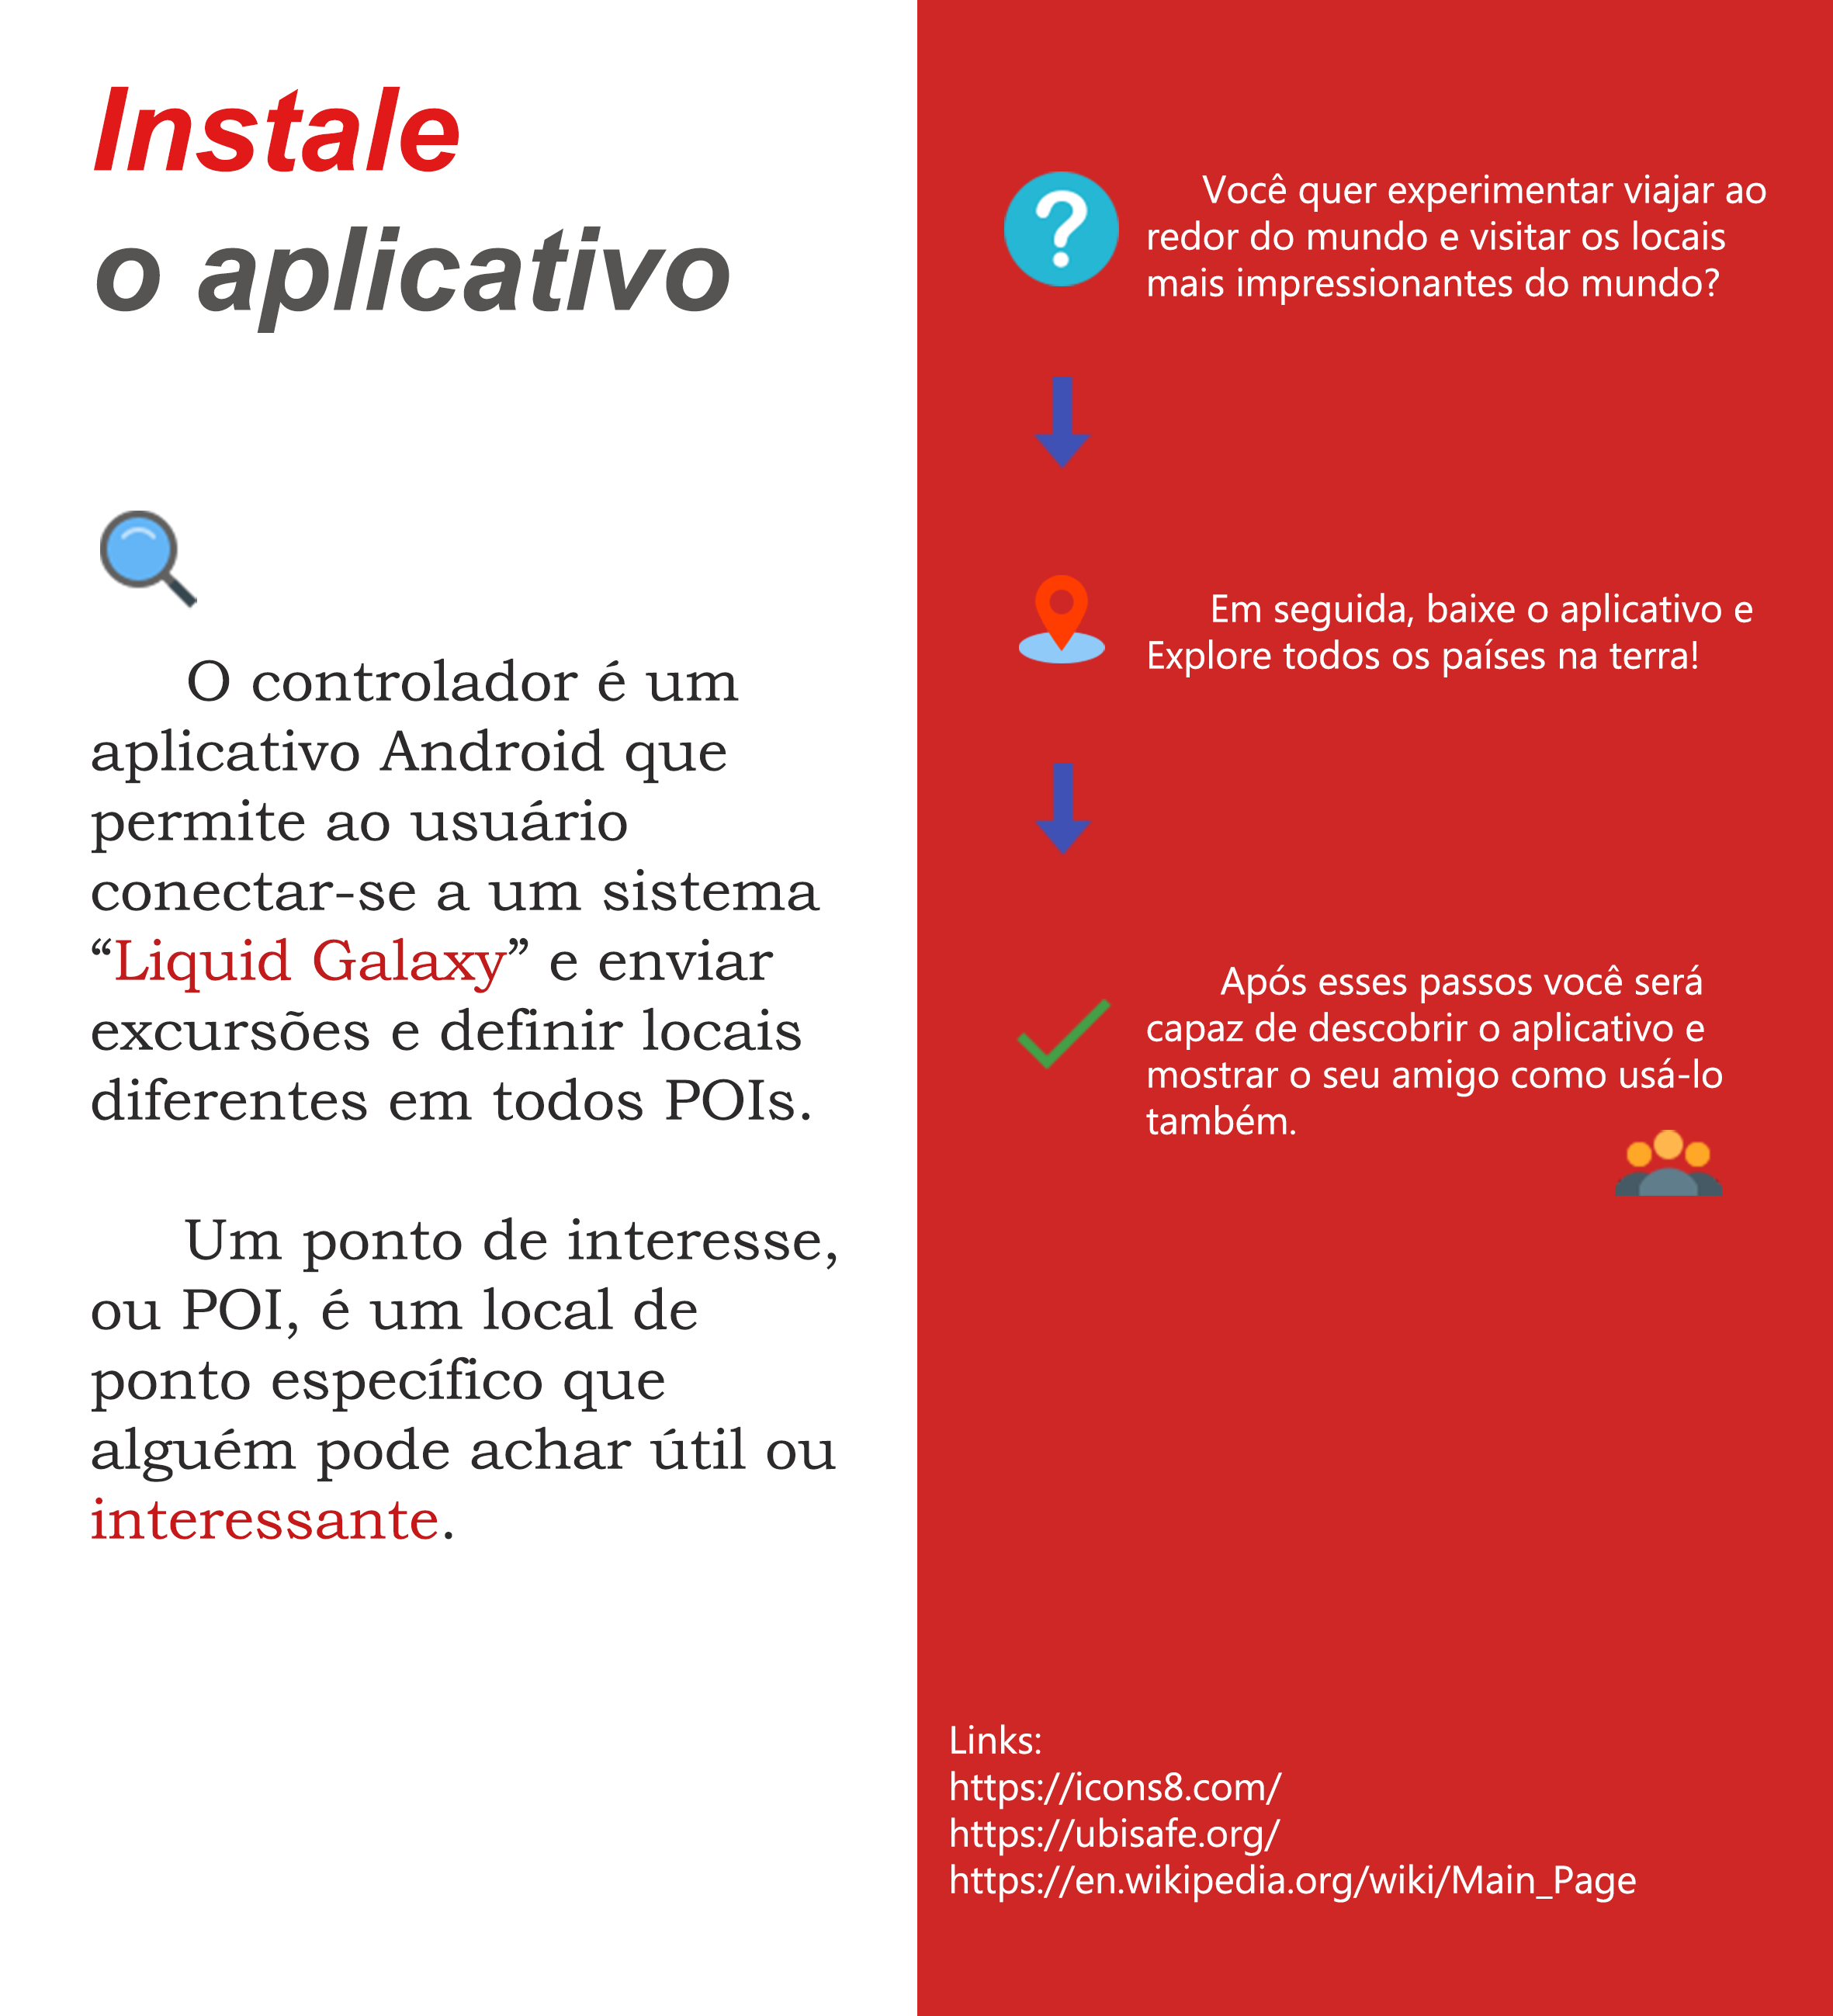 Instale
o aplicativo
O controlador é um
aplicativo Android que
permite ao usuário
conectar-se a um sistema
“Liquid Galaxy” e enviar
excursões e definir locais
diferentes em todos POIs.
Um ponto de interesse,
ou POI, é um local de
ponto específico que
alguém pode achar útil ou
interessante.
Você quer experimentar viajar ao
redor do mundo e visitar os locais
mais impressionantes do mundo?
Em seguida, baixe o aplicativo e
Explore todos os países na terra!
Após esses passos você será
capaz de descobrir o aplicativo e
mostrar o seu amigo como usá-lo
também.
Links:
https://icons8.com/
https://ubisafe.org/
https://en.wikipedia.org/wiki/Main_Page